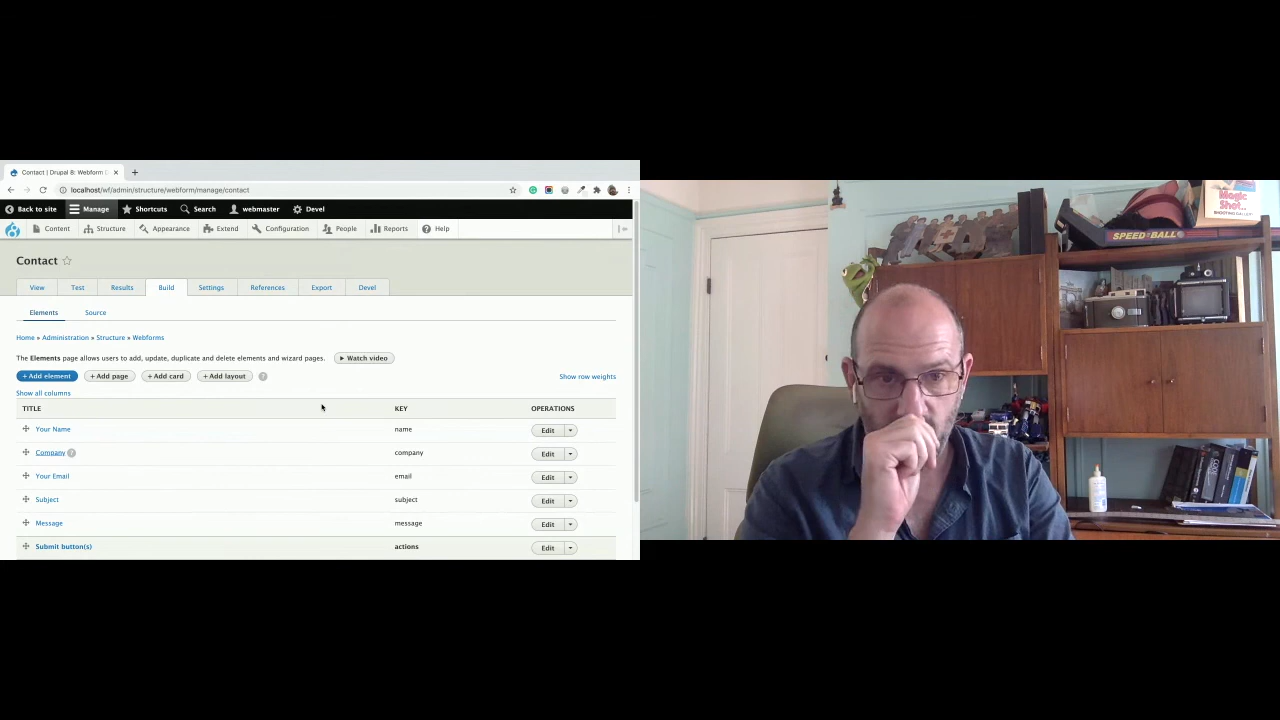 Contact | Drupal 8: Webform
localhost/wf/admin/structure/webform/manage/contact
Back to site Manage Shortcuts Search webmaster Devel
Content Structure Appearance Extend Configuration People Reports Help
Contact
View Test Results Build Settings References Export Devel
Elements Source
Home » Administration » Structure » Webforms
The Elements page allows users to add, update, duplicate and delete elements and wizard pages. Watch video
+ Add element + Add page + Add card + Add layout ? Show row weights
Show all columns
TITLE KEY OPERATIONS
Your Name name Edit
Company ? company Edit
Your Email email Edit
Subject subject Edit
Message message Edit
Submit button(s) actions Edit
Magic
Shot..
SHOOTING GALLERY
SPEED-BALL